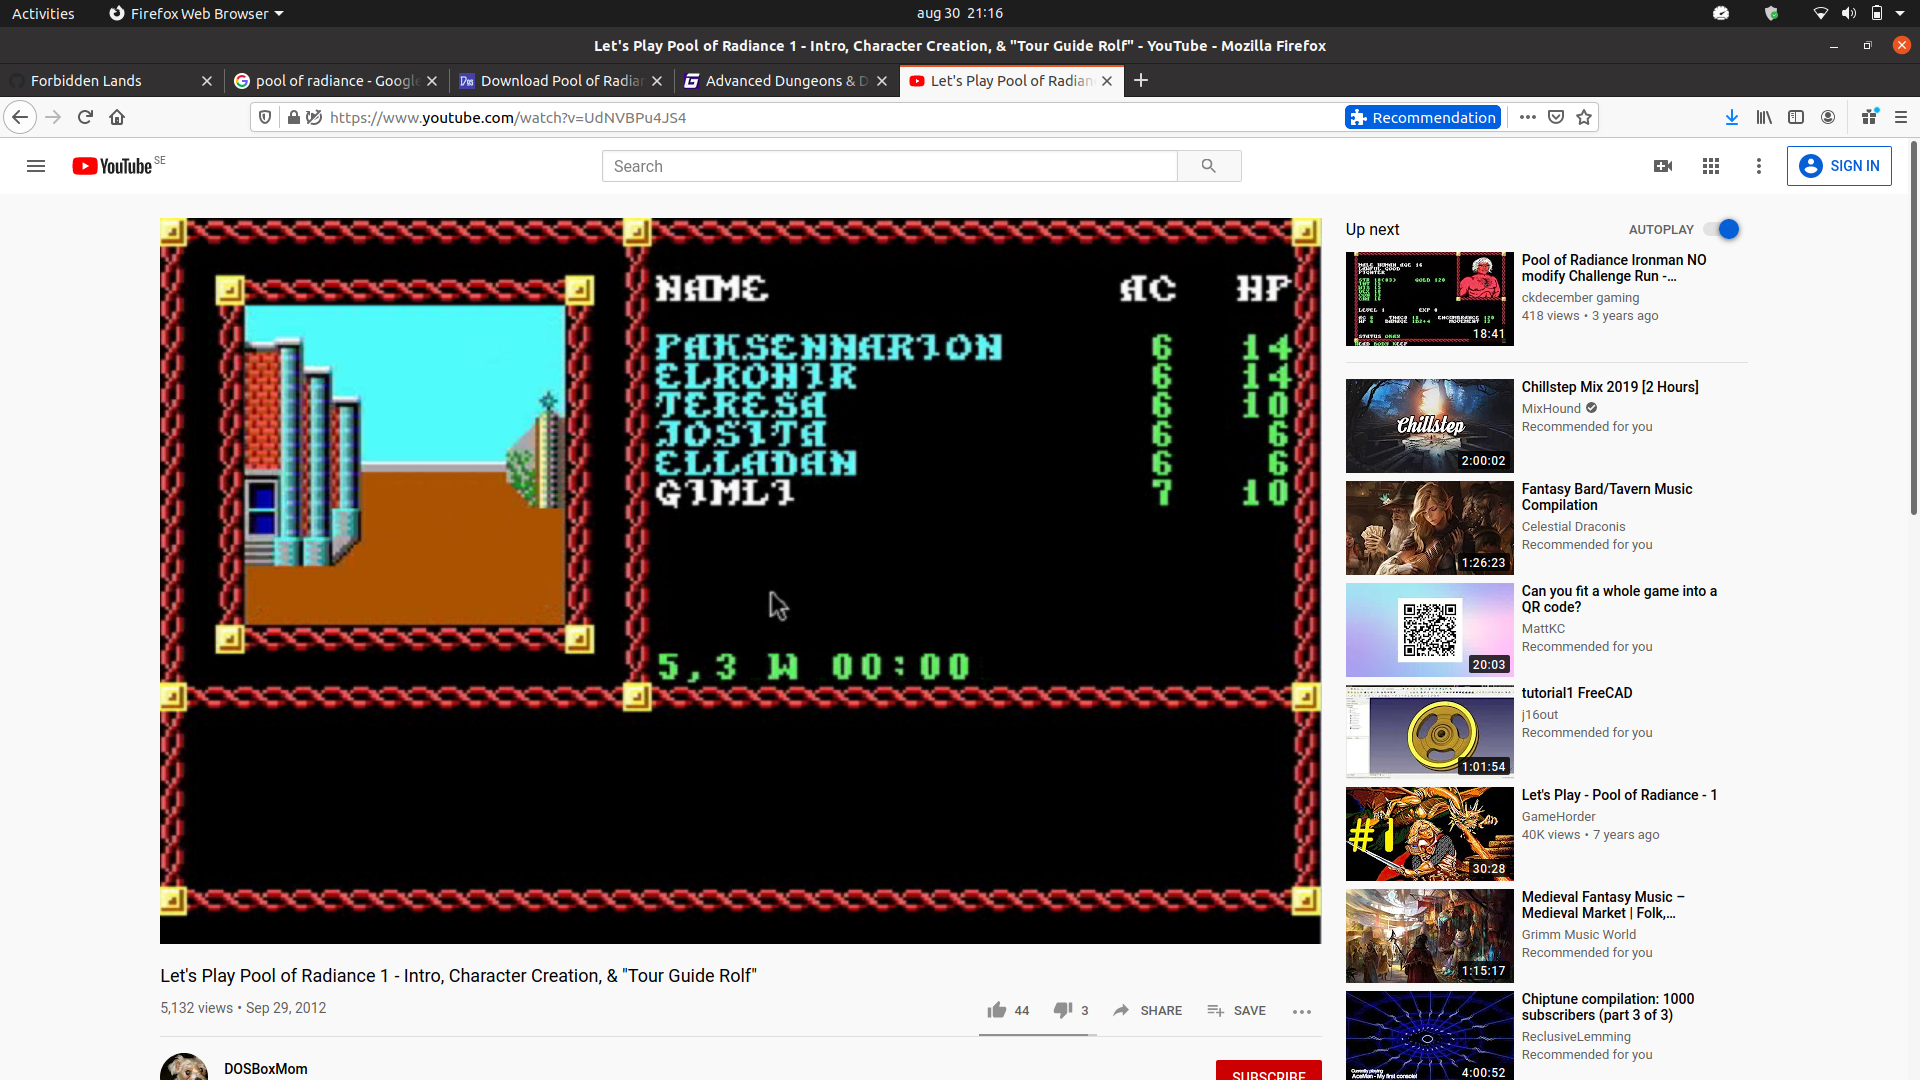 Activities
Firefox Web Browser
aug 30 21:16
Let's Play Pool of Radiance 1 - Intro, Character Creation, & "Tour Guide Rolf" - YouTube - Mozilla Firefox
Forbidden Lands
pool of radiance - Google
Download Pool of Radian
Advanced Dungeons & D
Let's Play Pool of Radian
https://www.youtube.com/watch?v=UdNVBPu4JS4
Recommendation
YouTube SE
Search
SIGN IN
NAME AC HP
PAKSENNARION 6 14
ELROHIR 6 14
TERESA 6 10
JOSITA 6 6
ELLADAN 6 6
GIMLI 7 10
5,3 W 00:00
Let's Play Pool of Radiance 1 - Intro, Character Creation, & "Tour Guide Rolf"
5,132 views • Sep 29, 2012
44
3
SHARE
SAVE
DOSBoxMom
SUBSCRIBE
Up next
AUTOPLAY
18:41
Pool of Radiance Ironman NO
modify Challenge Run -...
ckdecember gaming
418 views • 3 years ago
Chillstep
2:00:02
Chillstep Mix 2019 [2 Hours]
MixHound
Recommended for you
1:26:23
Fantasy Bard/Tavern Music
Compilation
Celestial Draconis
Recommended for you
20:03
Can you fit a whole game into a
QR code?
MattKC
Recommended for you
1:01:54
tutorial1 FreeCAD
j16out
Recommended for you
#1
30:28
Let's Play - Pool of Radiance - 1
GameHorder
40K views • 7 years ago
1:15:17
Medieval Fantasy Music –
Medieval Market | Folk,...
Grimm Music World
Recommended for you
4:00:52
Chiptune compilation: 1000
subscribers (part 3 of 3)
ReclusiveLemming
Recommended for you